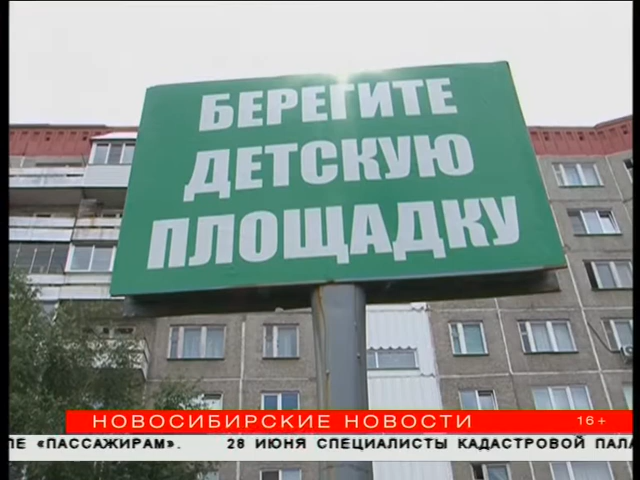 БЕРЕГИТЕ
ДЕТСКУЮ
ПЛОЩАДКУ
НОВОСИБИРСКИЕ НОВОСТИ 16+
«ПАССАЖИРАМ». 28 ИЮНЯ СПЕЦИАЛИСТЫ КАДАСТРОВОЙ